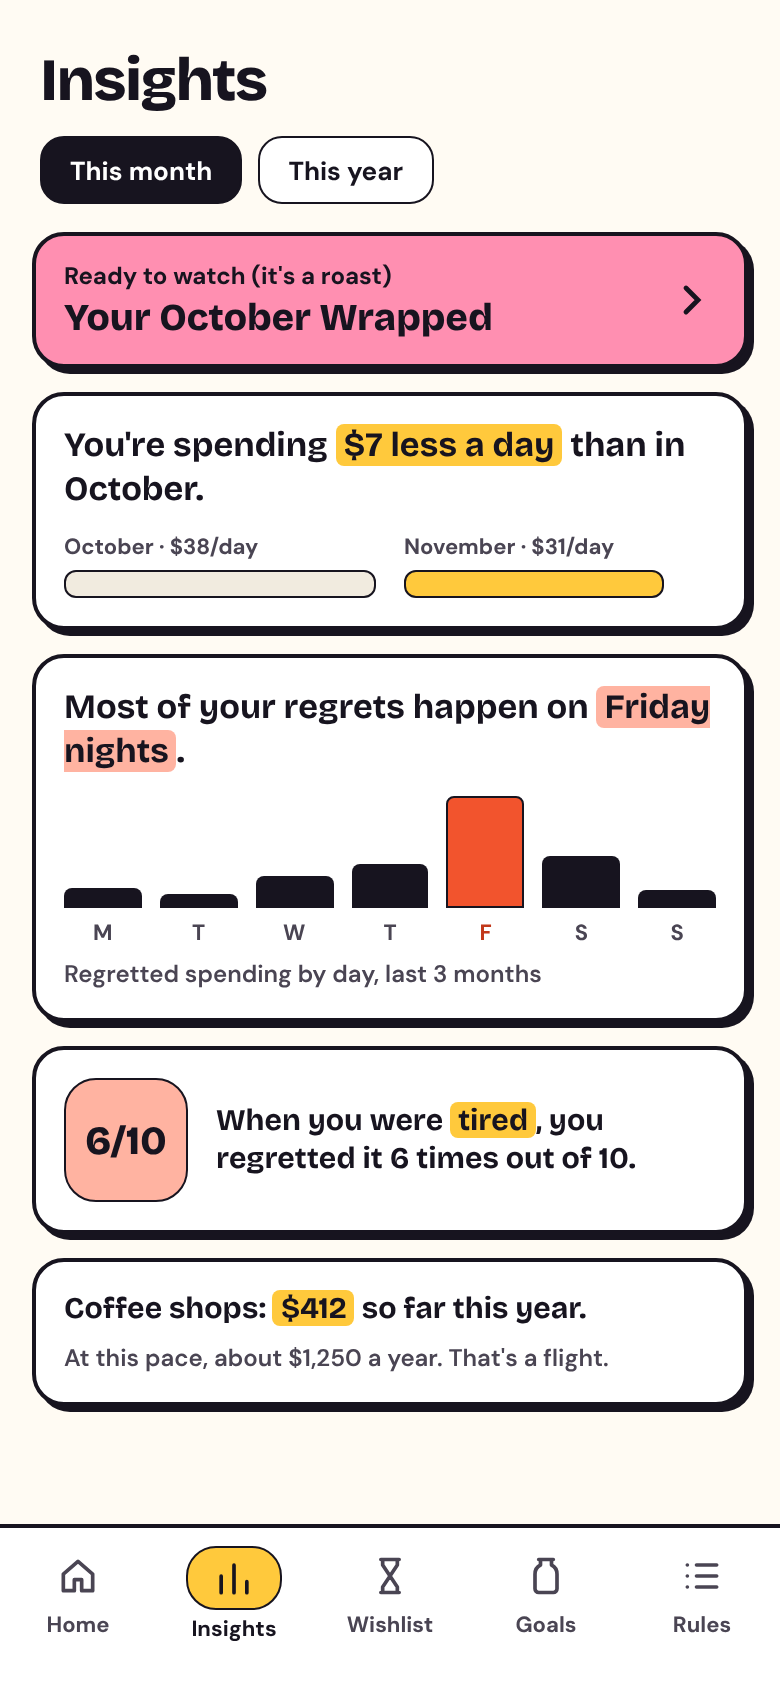 Insights
This month
This year
Ready to watch (it's a roast)
Your October Wrapped
You're spending $7 less a day than in
October.
October · $38/day
November · $31/day
Most of your regrets happen on Friday
nights.
M T W T F S S
Regretted spending by day, last 3 months
6/10
When you were tired, you
regretted it 6 times out of 10.
Coffee shops: $412 so far this year.
At this pace, about $1,250 a year. That's a flight.
Home
Insights
Wishlist
Goals
Rules